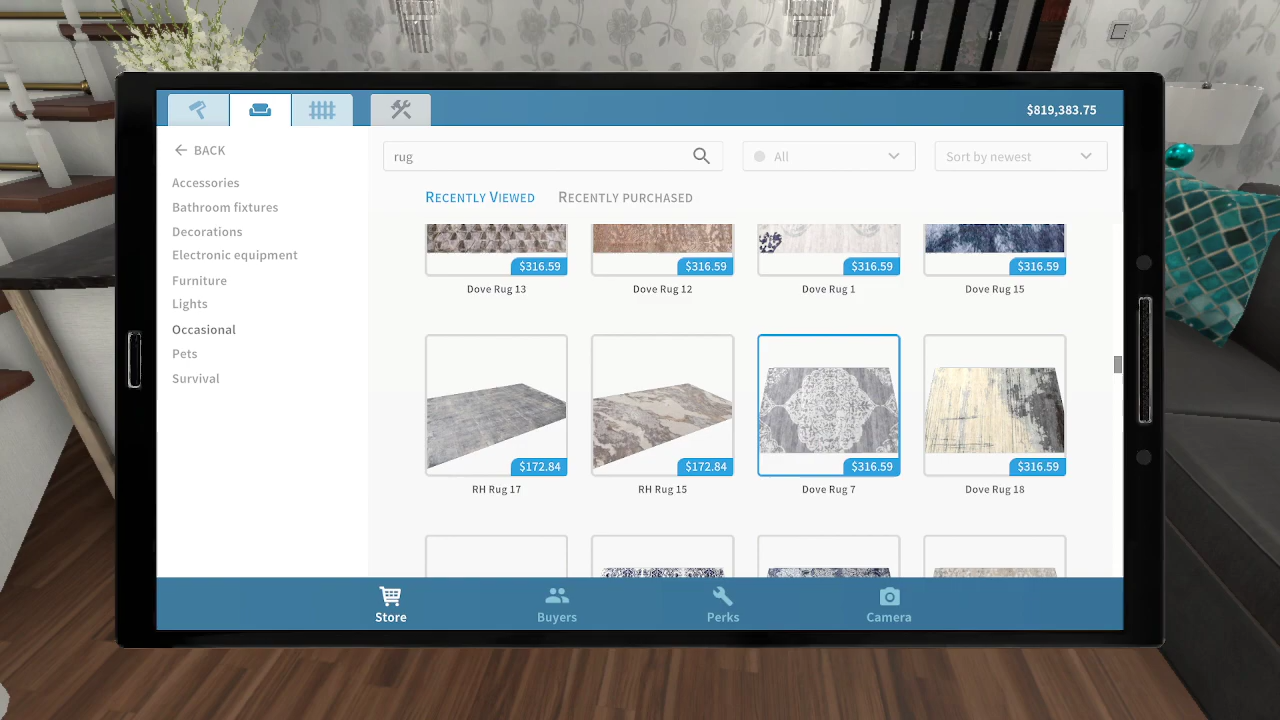 $819,383.75
BACK
rug
All
Sort by newest
Accessories
Bathroom fixtures
Decorations
Electronic equipment
Furniture
Lights
Occasional
Pets
Survival
RECENTLY VIEWED
RECENTLY PURCHASED
$316.59
$316.59
$316.59
$316.59
Dove Rug 13
Dove Rug 12
Dove Rug 1
Dove Rug 15
$172.84
$172.84
$316.59
$316.59
RH Rug 17
RH Rug 15
Dove Rug 7
Dove Rug 18
Store
Buyers
Perks
Camera